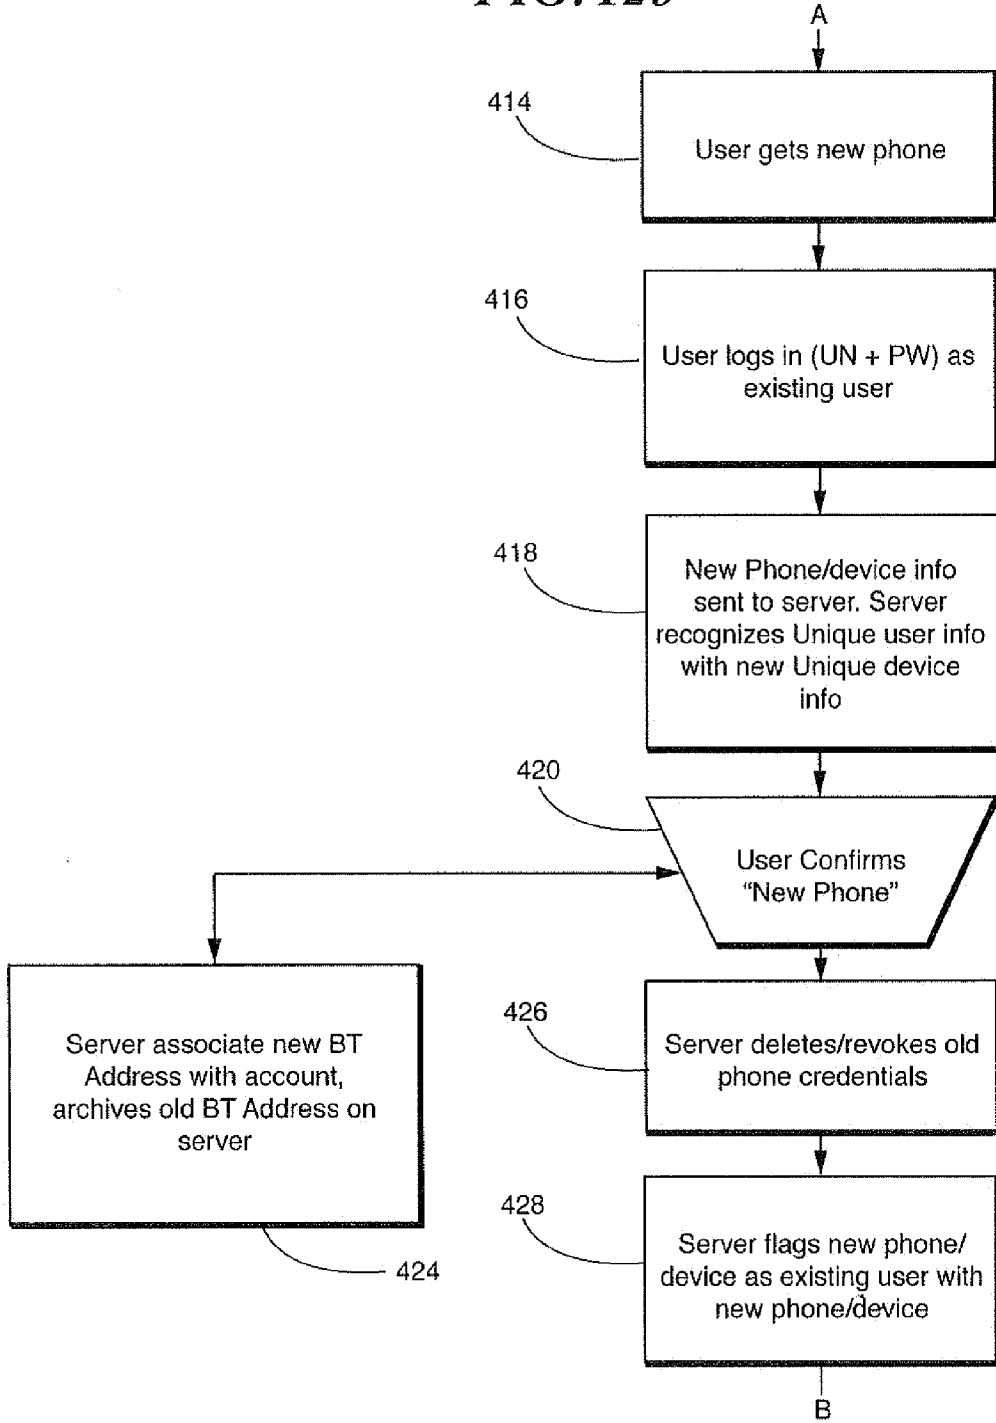 A
414
User gets new phone
416
User logs in (UN + PW) as
existing user
418
New Phone/device info
sent to server. Server
recognizes Unique user info
with new Unique device
info
420
User Confirms
“New Phone”
Server associate new BT
Address with account,
archives old BT Address on
server
424
426
Server deletes/revokes old
phone credentials
428
Server flags new phone/
device as existing user with
new phone/device
B